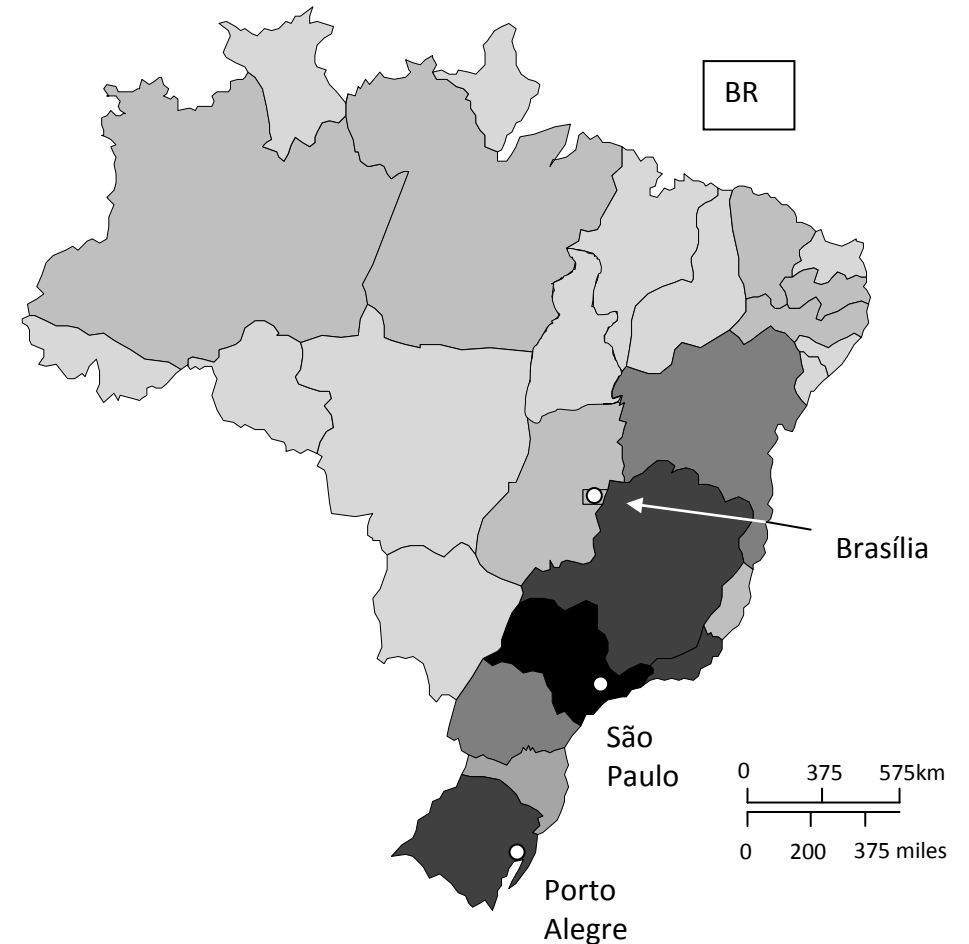 BR
Brasília
São
Paulo
0 375 575km
0 200 375 miles
Porto
Alegre